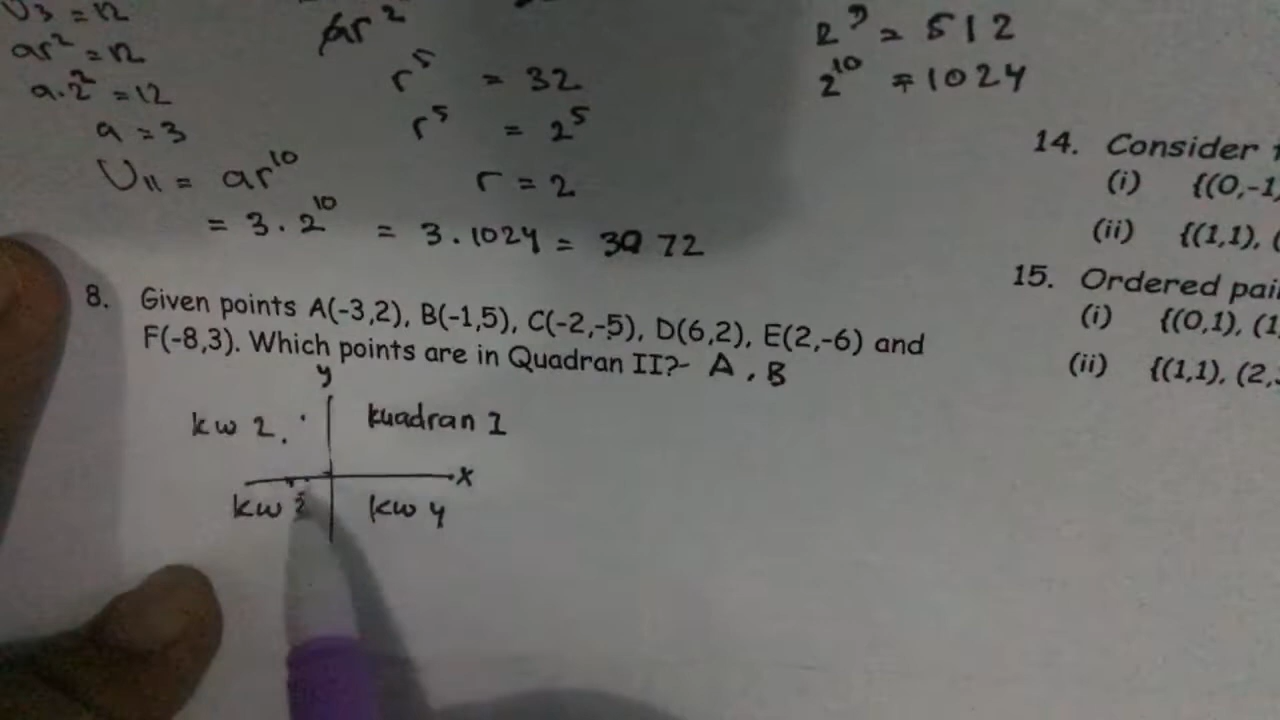 U3 = 12
ar² = 12
a.2² = 12
a = 3
ar²
r⁵ = 32
r⁵ = 2⁵
r = 2
U11 = ar¹⁰
= 3.2¹⁰ = 3.1024 = 3072
2⁹ = 512
2¹⁰ = 1024
8. Given points A(-3,2), B(-1,5), C(-2,-5), D(6,2), E(2,-6) and
F(-8,3). Which points are in Quadran II?- A, B
y
kw 2. kuadran 1
x
kw 3 kw 4
14. Consider
(i) {(0,-1)
(ii) {(1,1), (
15. Ordered pai
(i) {(0,1), (1
(ii) {(1,1), (2,